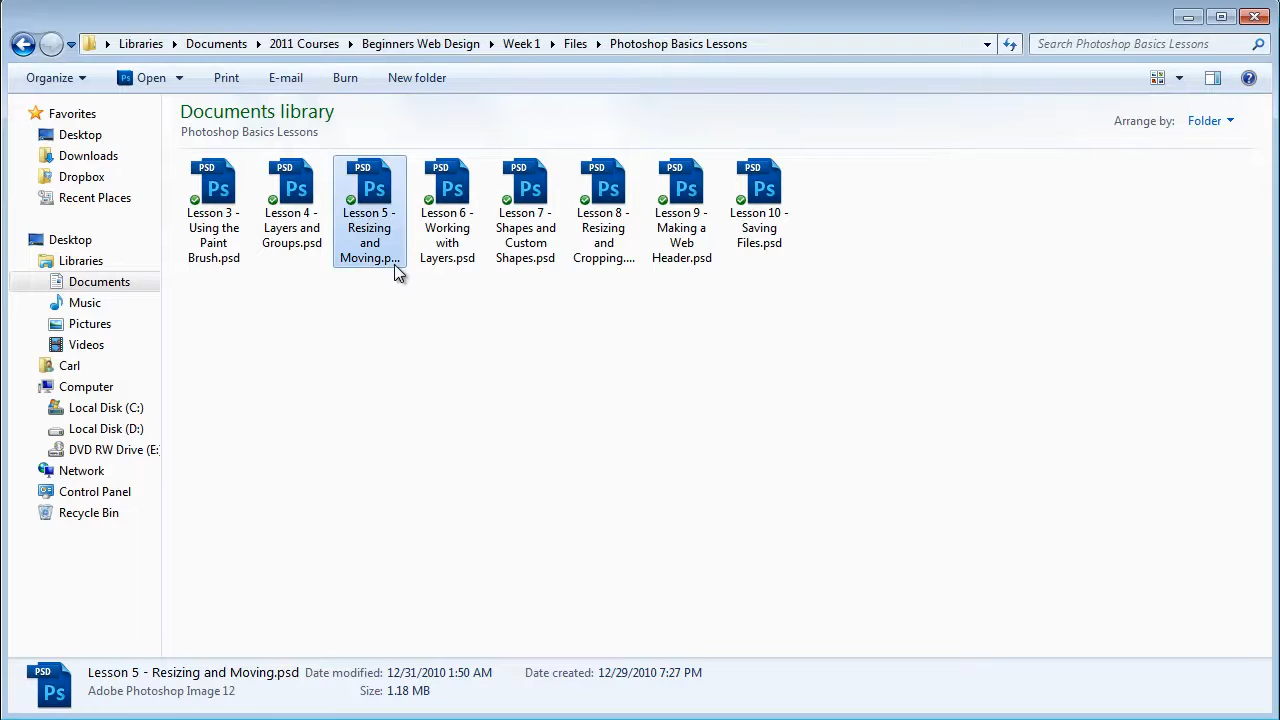 Libraries Documents 2011 Courses Beginners Web Design Week 1 Files Photoshop Basics Lessons Search Photoshop Basics Lessons
Organize Ps Open Print E-mail Burn New folder
Favorites
Desktop
Downloads
Dropbox
Recent Places
Desktop
Libraries
Documents
Music
Pictures
Videos
Carl
Computer
Local Disk (C:)
Local Disk (D:)
DVD RW Drive (E:
Network
Control Panel
Recycle Bin
Documents library
Photoshop Basics Lessons
Arrange by: Folder
PSD Ps
Lesson 3 -
Using the
Paint
Brush.psd
PSD Ps
Lesson 4 -
Layers and
Groups.psd
PSD Ps
Lesson 5 -
Resizing
and
Moving.p...
PSD Ps
Lesson 6 -
Working
with
Layers.psd
PSD Ps
Lesson 7 -
Shapes and
Custom
Shapes.psd
PSD Ps
Lesson 8 -
Resizing
and
Cropping....
PSD Ps
Lesson 9 -
Making a
Web
Header.psd
PSD Ps
Lesson 10 -
Saving
Files.psd
PSD Ps
Lesson 5 - Resizing and Moving.psd Date modified: 12/31/2010 1:50 AM Date created: 12/29/2010 7:27 PM
Adobe Photoshop Image 12 Size: 1.18 MB